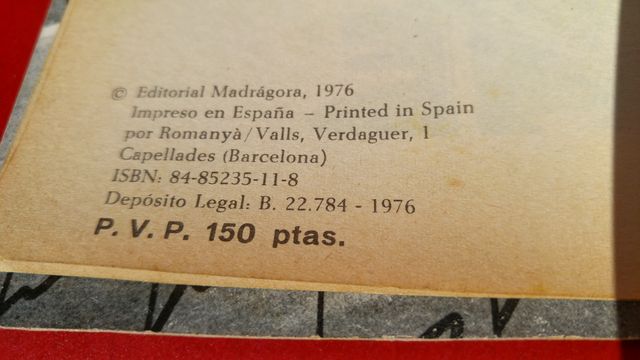 © Editorial Madrágora, 1976
Impreso en España – Printed in Spain
por Romanyà/Valls, Verdaguer, 1
Capellades (Barcelona)
ISBN: 84-85235-11-8
Depósito Legal: B. 22.784 - 1976
P. V. P. 150 ptas.